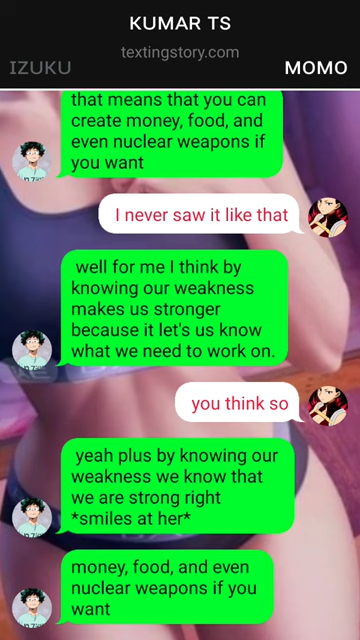 KUMAR TS
textingstory.com
IZUKU
MOMO
that means that you can
create money, food, and
even nuclear weapons if
you want
I never saw it like that
well for me I think by
knowing our weakness
makes us stronger
because it let's us know
what we need to work on.
you think so
yeah plus by knowing our
weakness we know that
we are strong right
*smiles at her*
money, food, and even
nuclear weapons if you
want